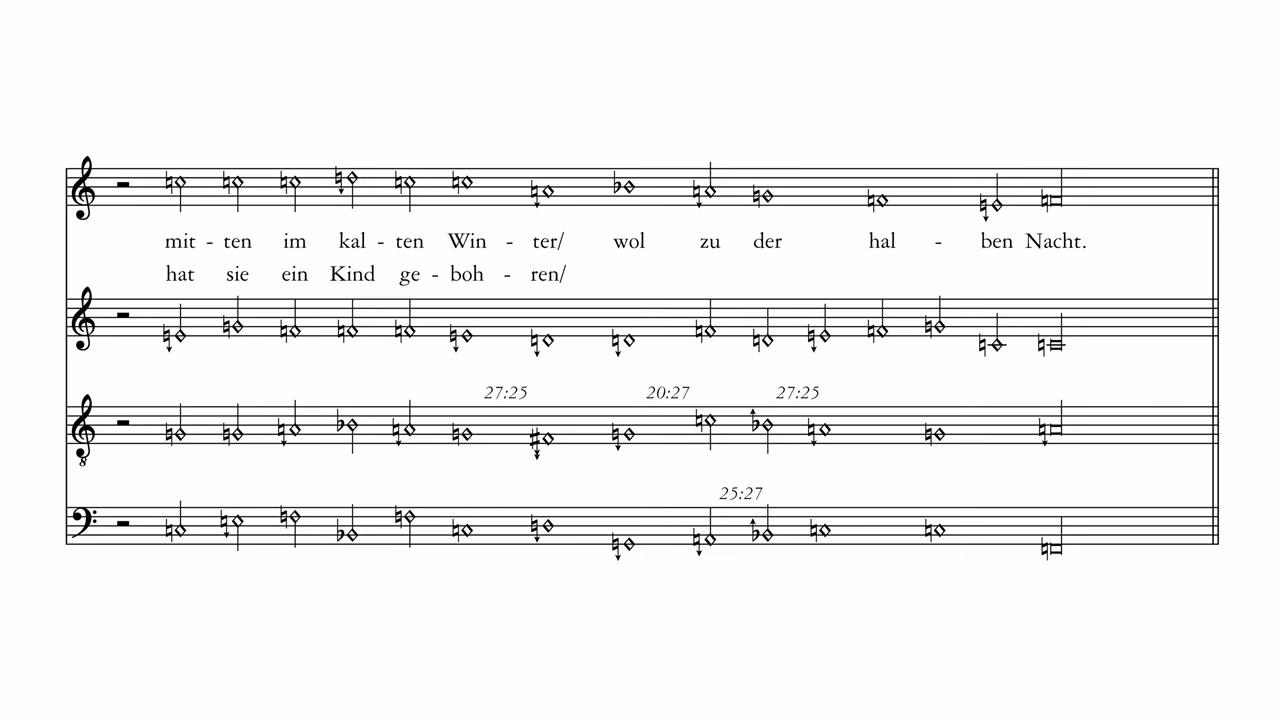 mit - ten im kal - ten Win - ter/ wol zu der hal - ben Nacht.
hat sie ein Kind ge - boh - ren/
27:25 20:27 27:25
8
25:27